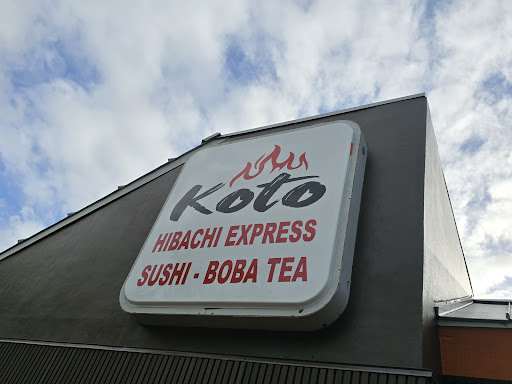 Koto
HIBACHI EXPRESS
SUSHI - BOBA TEA